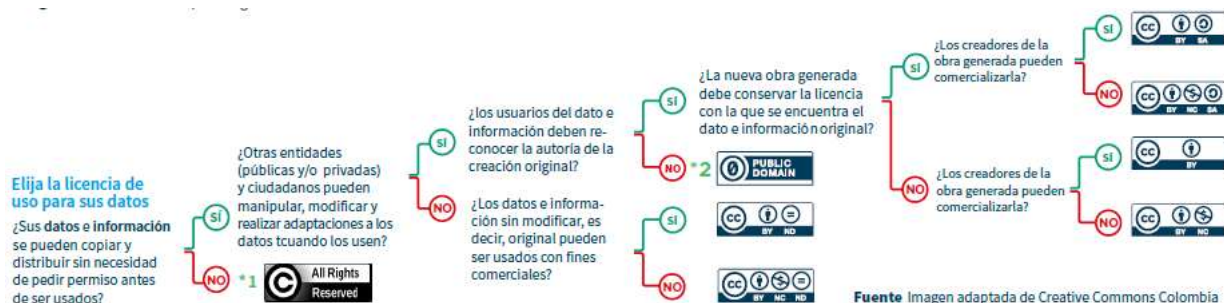 Elija la licencia de
uso para sus datos
¿Sus datos e información
se pueden copiar y
distribuir sin necesidad
de pedir permiso antes
de ser usados?
SÍ
NO
*1
All Rights
Reserved
¿Otras entidades
(públicas y/o privadas)
y ciudadanos pueden
manipular, modificar y
realizar adaptaciones a los
datos tcuando los usen?
SÍ
NO
¿los usuarios del dato e
información deben re-
conocer la autoría de la
creación original?
SÍ
NO
*2
PUBLIC
DOMAIN
¿Los datos e informa-
ción sin modificar, es
decir, original pueden
ser usados con fines
comerciales?
SI
CC
BY ND
NO
CC
BY NC ND
¿La nueva obra generada
debe conservar la licencia
con la que se encuentra el
dato e información original?
SÍ
NO
¿Los creadores de la
obra generada pueden
comercializarla?
SÍ
CC
BY SA
NO
CC
BY NC SA
¿Los creadores de la
obra generada pueden
comercializarla?
SÍ
CC
BY
NO
CC
BY NC
Fuente Imagen adaptada de Creative Commons Colombia